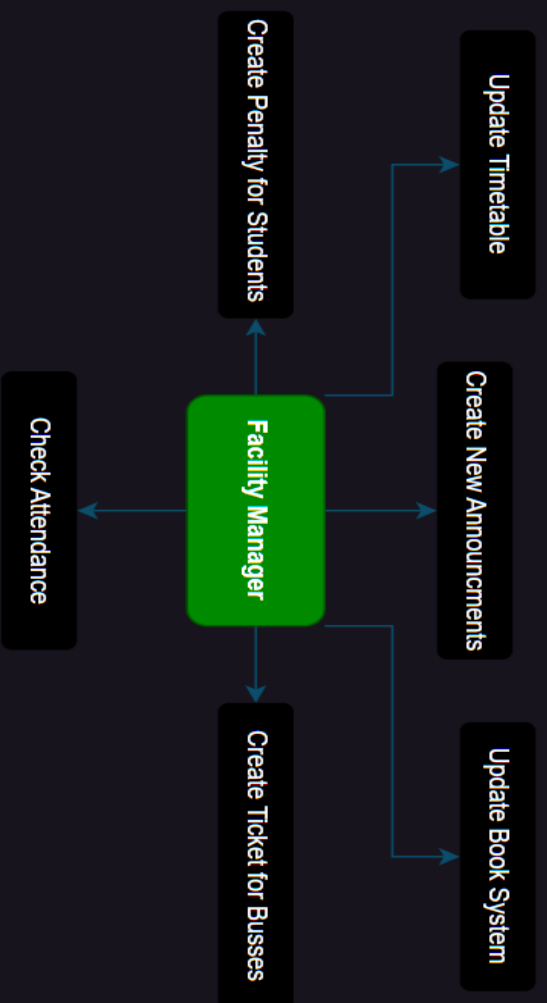 Update Timetable
Create New Announcments
Update Book System
Create Penalty for Students
Facility Manager
Create Ticket for Busses
Check Attendance